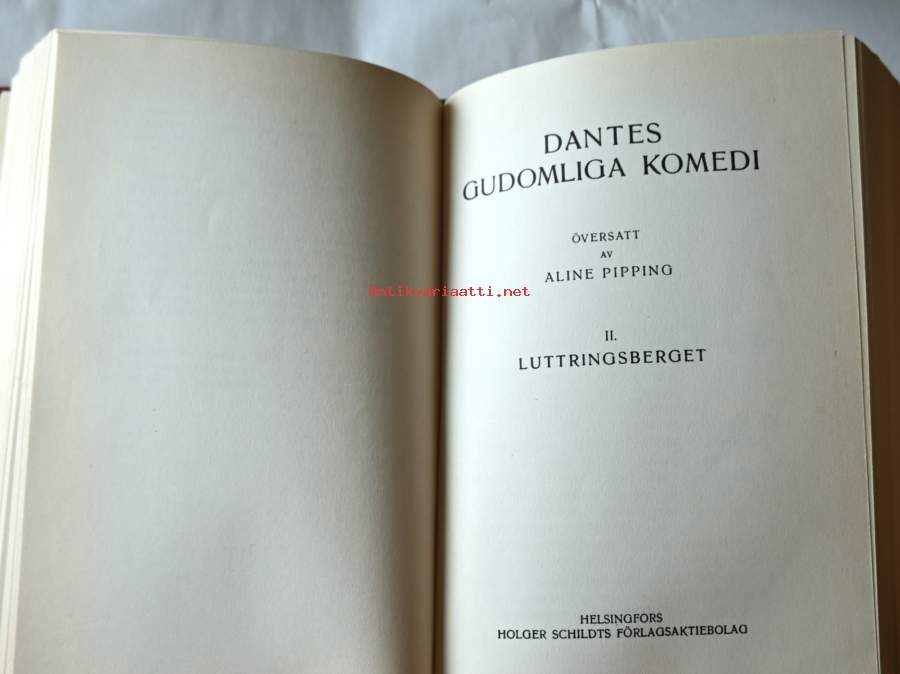 DANTES
GUDOMLIGA KOMEDI
ÖVERSATT
AV
ALINE PIPPING
Antikvariaatti.net
II.
LUTTRINGSBERGET
HELSINGFORS
HOLGER SCHILDTS FÖRLAGSAKTIEBOLAG